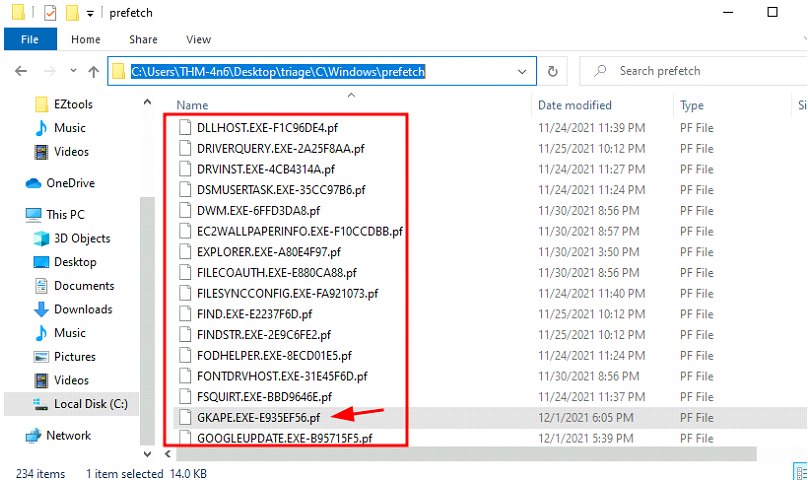 prefetch
File Home Share View
C:\Users\THM-4n6\Desktop\triage\C\Windows\prefetch
Search prefetch
EZtools
Music
Videos
OneDrive
This PC
3D Objects
Desktop
Documents
Downloads
Music
Pictures
Videos
Local Disk (C:)
Network
Name Date modified Type Si
DLLHOST.EXE-F1C96DE4.pf 11/24/2021 11:39 PM PF File
DRIVERQUERY.EXE-2A25F8AA.pf 11/25/2021 10:12 PM PF File
DRVINST.EXE-4CB4314A.pf 11/24/2021 11:27 PM PF File
DSMUSERTASK.EXE-35CC97B6.pf 11/24/2021 11:24 PM PF File
DWM.EXE-6FFD3DA8.pf 11/30/2021 8:56 PM PF File
EC2WALLPAPERINFO.EXE-F10CCDBB.pf 11/30/2021 8:57 PM PF File
EXPLORER.EXE-A80E4F97.pf 11/30/2021 3:50 PM PF File
FILECOAUTH.EXE-E880CA88.pf 11/30/2021 8:56 PM PF File
FILESYNCCONFIG.EXE-FA921073.pf 11/24/2021 11:40 PM PF File
FIND.EXE-E2237F6D.pf 11/25/2021 10:12 PM PF File
FINDSTR.EXE-2E9C6FE2.pf 11/25/2021 10:12 PM PF File
FODHELPER.EXE-8ECD01E5.pf 11/24/2021 11:24 PM PF File
FONTDRVHOST.EXE-31E45F6D.pf 11/30/2021 8:56 PM PF File
FSQUIRT.EXE-BBD9646E.pf 11/24/2021 11:37 PM PF File
GKAPE.EXE-E935EF56.pf 12/1/2021 6:05 PM PF File
GOOGLEUPDATE.EXE-B95715F5.pf 12/1/2021 5:39 PM PF File
234 items 1 item selected 14.0 KB